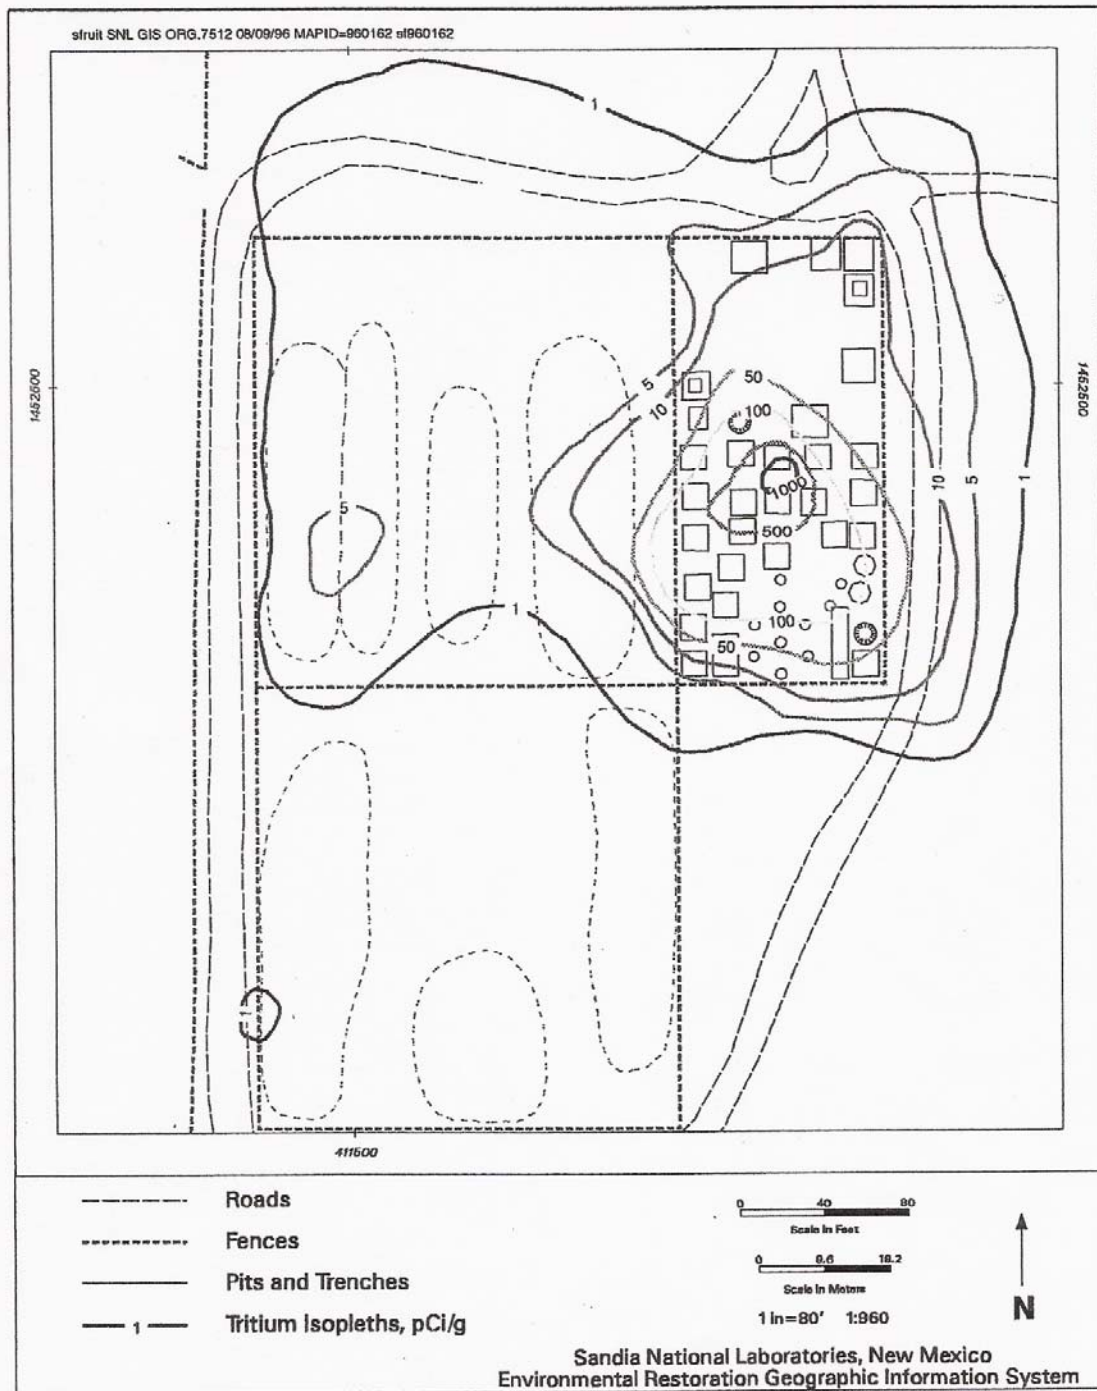 sfruit SNL GIS ORG.7512 08/09/96 MAPID=960162 sf960162
1
5
10
50
100
1000
500
5
1
10
5
1
100
50
1
1452500
1452500
411500
Roads
Fences
Pits and Trenches
1
Tritium Isopleths, pCi/g
0 40 80
Scale in Feet
0 9.6 19.2
Scale in Meters
1 in=80' 1:960
N
Sandia National Laboratories, New Mexico
Environmental Restoration Geographic Information System